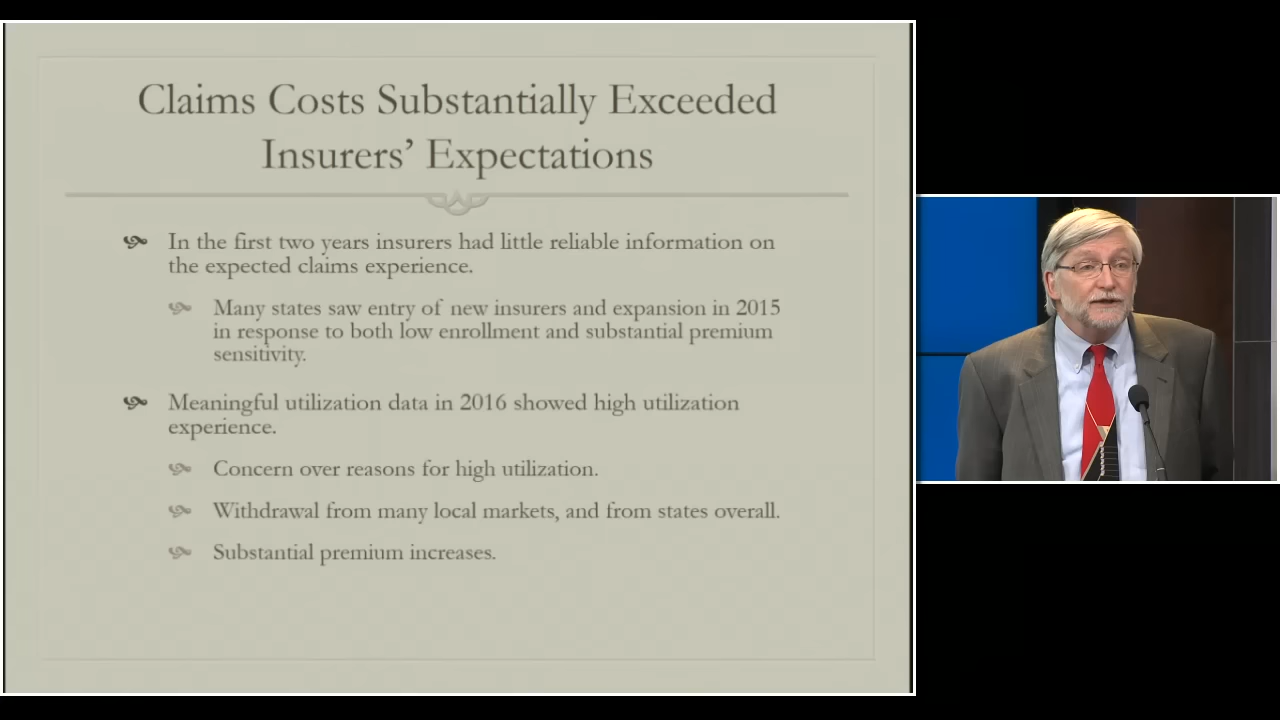 Claims Costs Substantially Exceeded
Insurers’ Expectations
In the first two years insurers had little reliable information on
the expected claims experience.
Many states saw entry of new insurers and expansion in 2015
in response to both low enrollment and substantial premium
sensitivity.
Meaningful utilization data in 2016 showed high utilization
experience.
Concern over reasons for high utilization.
Withdrawal from many local markets, and from states overall.
Substantial premium increases.